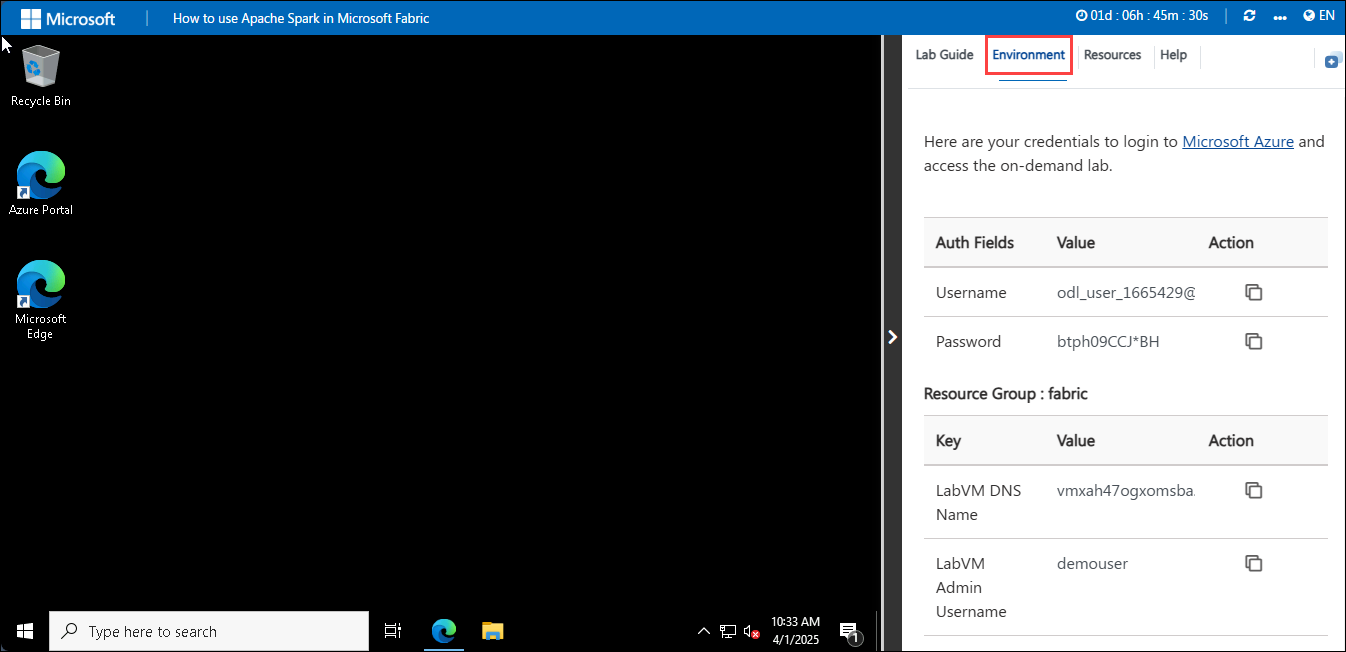 Microsoft | How to use Apache Spark in Microsoft Fabric 01d : 06h : 45m : 30s | ... EN
Lab Guide Environment Resources Help
Recycle Bin
Azure Portal
Microsoft
Edge
Here are your credentials to login to Microsoft Azure and
access the on-demand lab.
Auth Fields Value Action
Username odl_user_1665429@
Password btph09CCJ*BH
Resource Group : fabric
Key Value Action
LabVM DNS vmxah47ogxomsba.
Name
LabVM demouser
Admin
Username
Type here to search
10:33 AM
4/1/2025
1